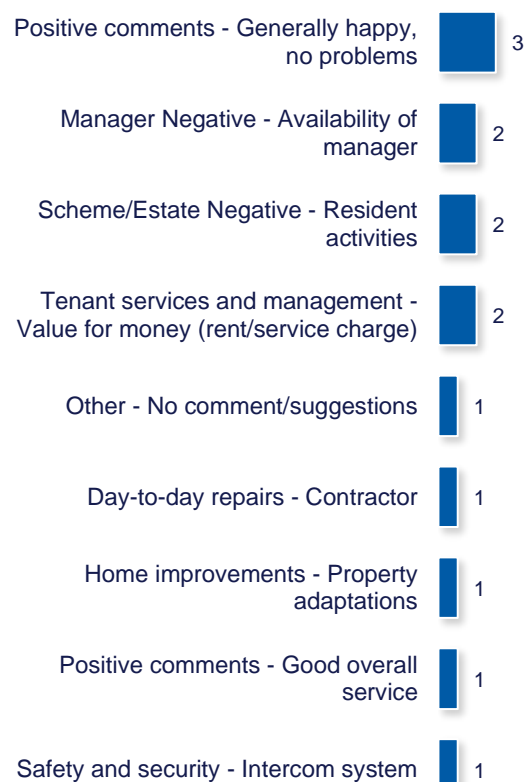 Positive comments - Generally happy,
no problems
3
Manager Negative - Availability of
manager
2
Scheme/Estate Negative - Resident
activities
2
Tenant services and management -
Value for money (rent/service charge)
2
Other - No comment/suggestions
1
Day-to-day repairs - Contractor
1
Home improvements - Property
adaptations
1
Positive comments - Good overall
service
1
Safety and security - Intercom system
1